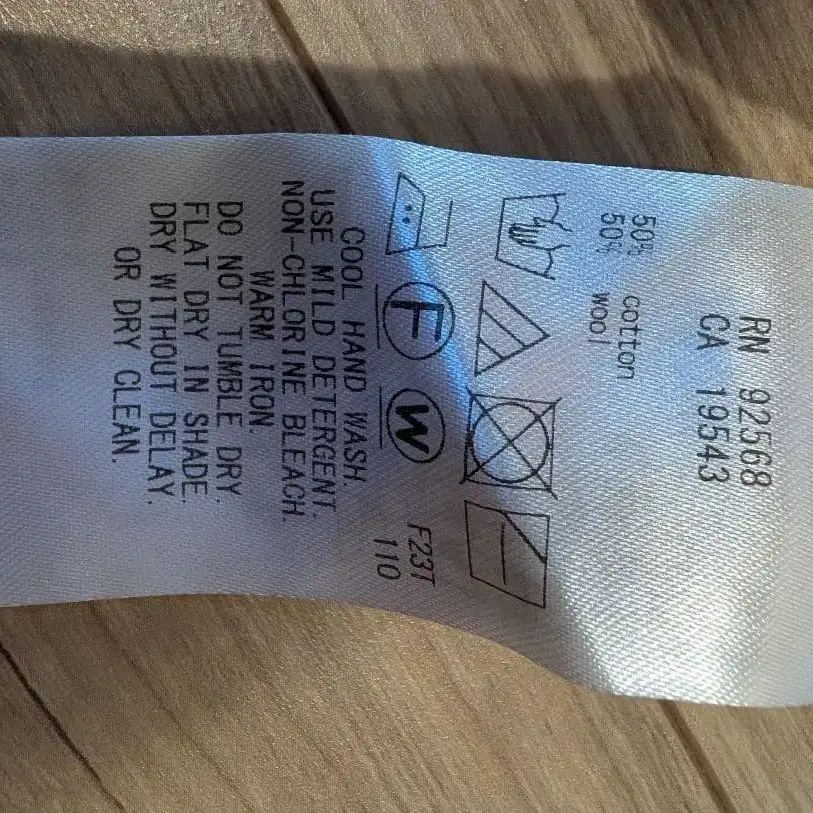 RN 92568
CA 19543
50% cotton
50% wool
F W F23T
110
COOL HAND WASH.
USE MILD DETERGENT.
NON-CHLORINE BLEACH.
WARM IRON.
DO NOT TUMBLE DRY.
FLAT DRY IN SHADE.
DRY WITHOUT DELAY.
OR DRY CLEAN.